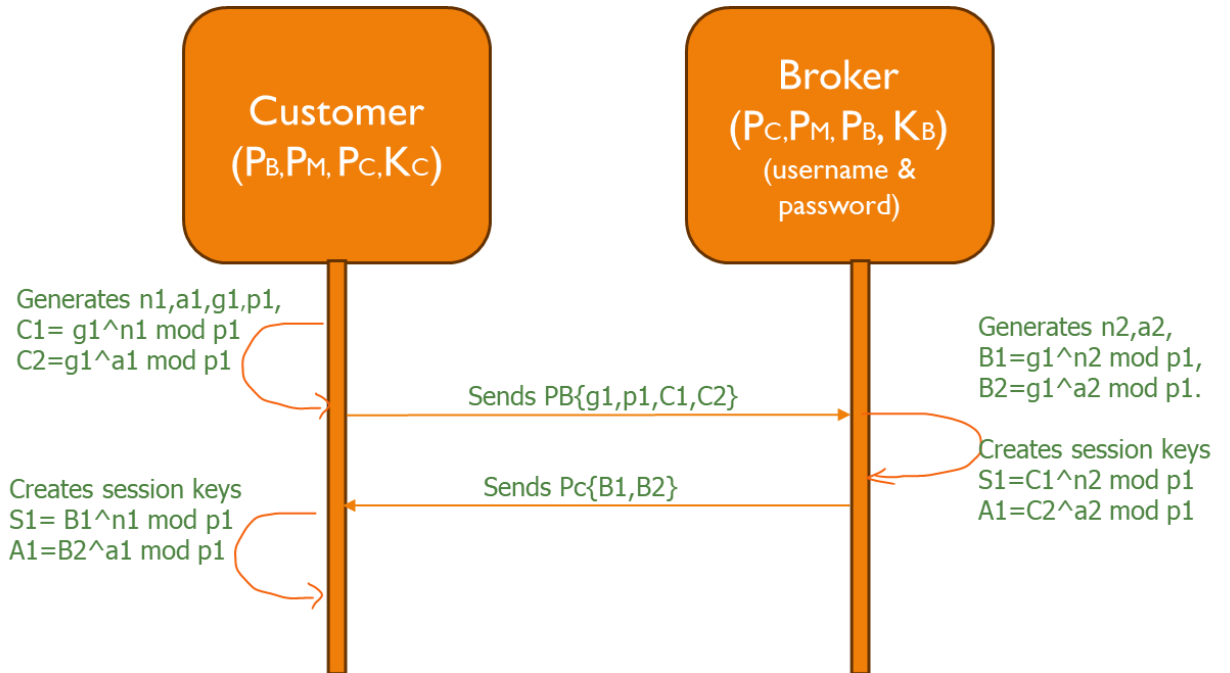 Customer
(PB,PM, PC,KC)
Broker
(PC,PM, PB, KB)
(username &
password)
Generates n1,a1,g1,p1,
C1= g1^n1 mod p1
C2=g1^a1 mod p1
Generates n2,a2,
B1=g1^n2 mod p1,
B2=g1^a2 mod p1.
Sends PB{g1,p1,C1,C2}
Creates session keys
S1=C1^n2 mod p1
A1=C2^a2 mod p1
Sends Pc{B1,B2}
Creates session keys
S1= B1^n1 mod p1
A1=B2^a1 mod p1